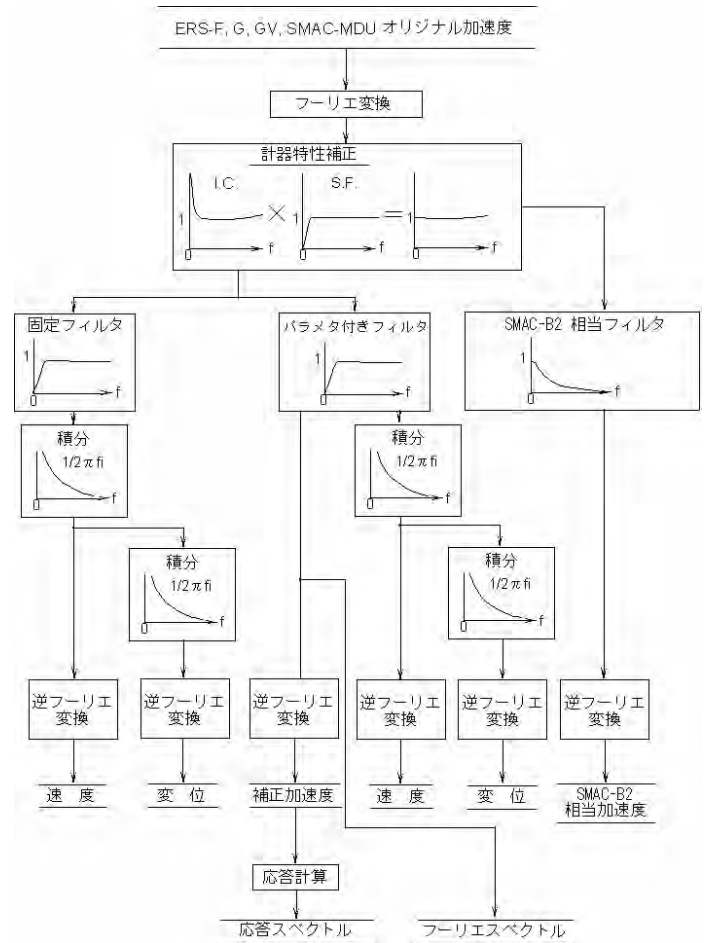 ERS-F, G, GV, SMAC-MDU オリジナル加速度
フーリエ変換
計器特性補正
I.C.
S.F.
1
0
f
×
1
0
f
=
1
0
f
固定フィルタ
1
0
f
パラメタ付きフィルタ
1
0
f
SMAC-B2 相当フィルタ
1
0
f
積分
1/2πfi
0
f
積分
1/2πfi
0
f
積分
1/2πfi
0
f
積分
1/2πfi
0
f
逆フーリエ
変換
逆フーリエ
変換
逆フーリエ
変換
逆フーリエ
変換
逆フーリエ
変換
逆フーリエ
変換
速 度
変 位
補正加速度
速 度
変 位
SMAC-B2
相当加速度
応答計算
応答スペクトル
フーリエスペクトル